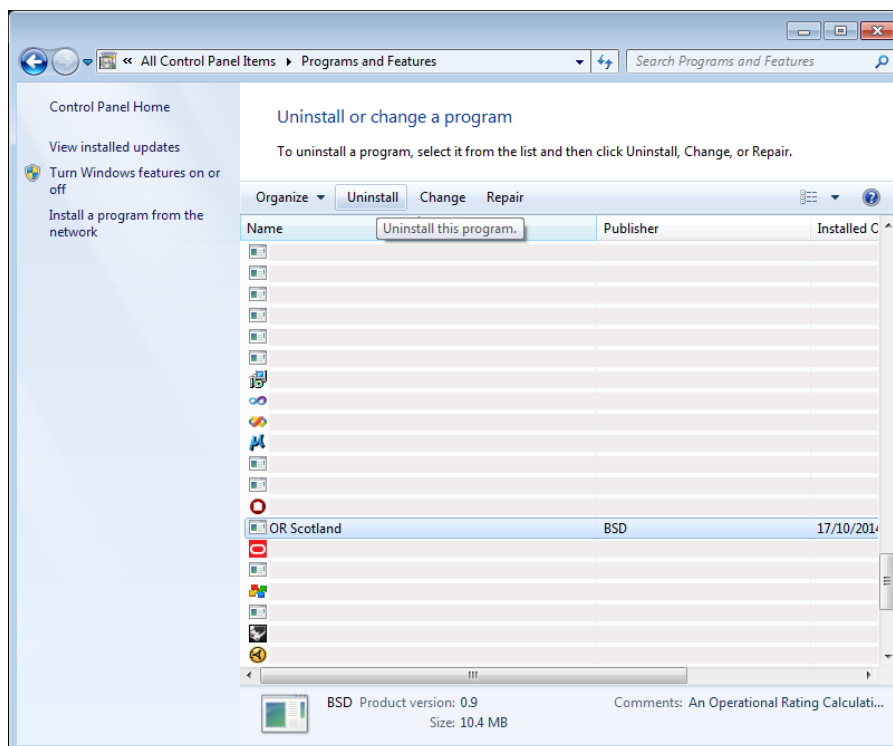 « All Control Panel Items ▸ Programs and Features
Search Programs and Features
Control Panel Home
View installed updates
Turn Windows features on or
off
Install a program from the
network
Uninstall or change a program
To uninstall a program, select it from the list and then click Uninstall, Change, or Repair.
Organize Uninstall Change Repair
Name Publisher Installed O
Uninstall this program.
OR Scotland BSD 17/10/2014
BSD Product version: 0.9 Comments: An Operational Rating Calculati...
Size: 10.4 MB